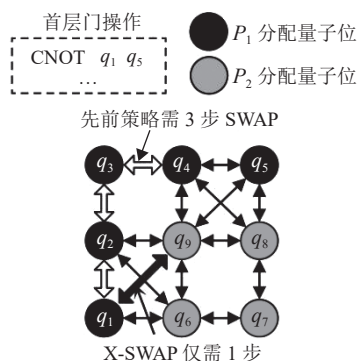 首层门操作
CNOT q1 q5
…
P1 分配量子位
P2 分配量子位
先前策略需 3 步 SWAP
q3 q4 q5
q2 q9 q8
q1 q6 q7
X-SWAP 仅需 1 步